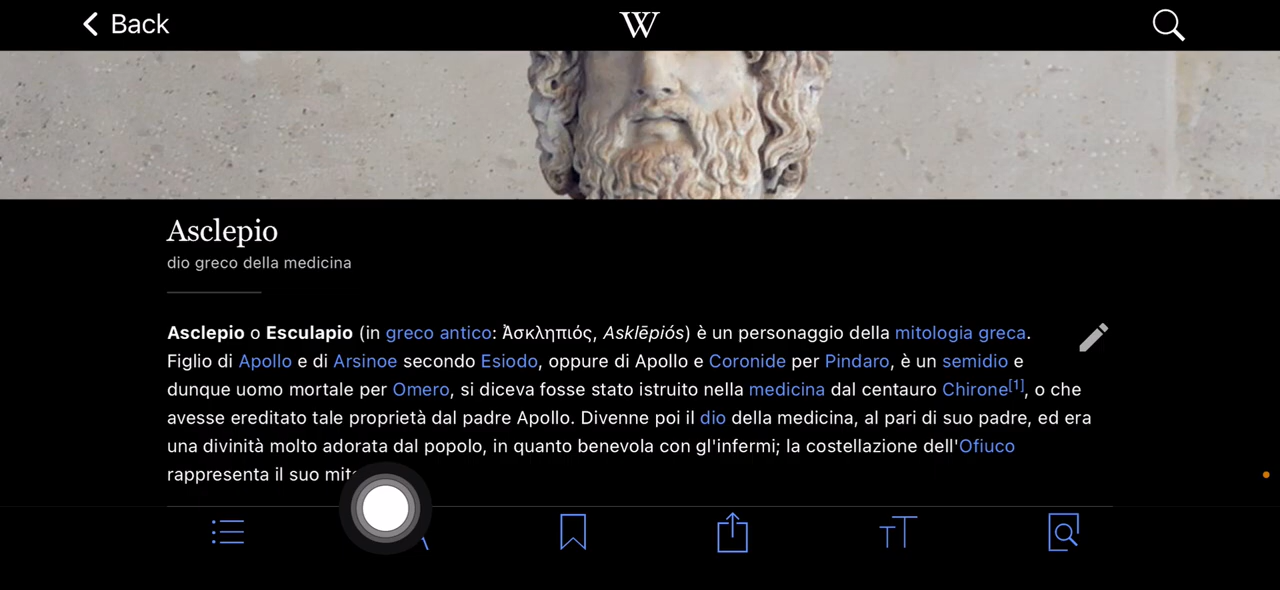 Back
W
Asclepio
dio greco della medicina
Asclepio o Esculapio (in greco antico: Ἀσκληπιός, Asklēpiós) è un personaggio della mitologia greca.
Figlio di Apollo e di Arsinoe secondo Esiodo, oppure di Apollo e Coronide per Pindaro, è un semidio e
dunque uomo mortale per Omero, si diceva fosse stato istruito nella medicina dal centauro Chirone[1], o che
avesse ereditato tale proprietà dal padre Apollo. Divenne poi il dio della medicina, al pari di suo padre, ed era
una divinità molto adorata dal popolo, in quanto benevola con gl'infermi; la costellazione dell'Ofiuco
rappresenta il suo
TT